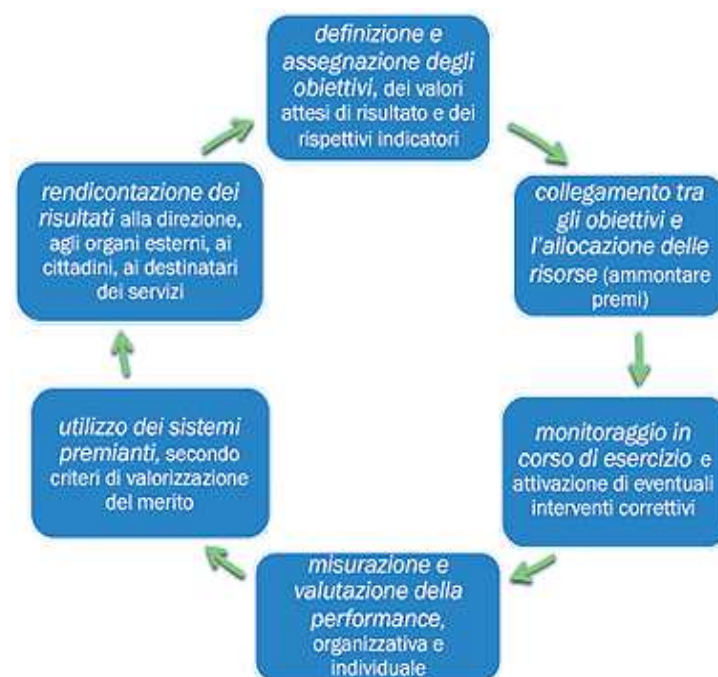 definizione e
assegnazione degli
obiettivi, dei valori
attesi di risultato e dei
rispettivi indicatori
collegamento tra
gli obiettivi e
l'allocazione delle
risorse (ammontare
premi)
monitoraggio in
corso di esercizio e
attivazione di eventuali
interventi correttivi
misurazione e
valutazione della
performance,
organizzativa e
individuale
utilizzo dei sistemi
premianti, secondo
criteri di valorizzazione
del merito
rendicontazione dei
risultati alla direzione,
agli organi esterni, ai
cittadini, ai destinatari
dei servizi